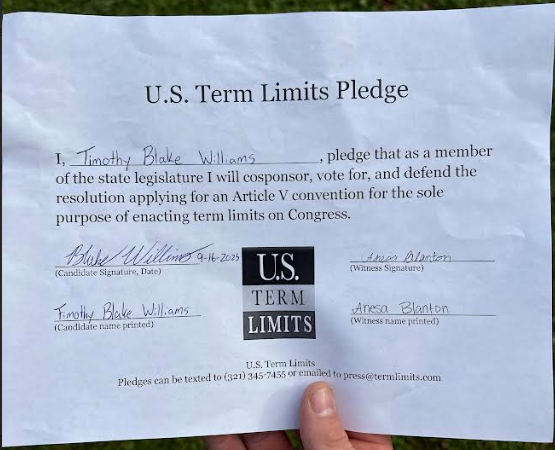 U.S. Term Limits Pledge
I, Timothy Blake Williams, pledge that as a member
of the state legislature I will cosponsor, vote for, and defend the
resolution applying for an Article V convention for the sole
purpose of enacting term limits on Congress.
Blake Williams 9-16-2025
(Candidate Signature, Date)
Anesa Blanton
(Witness Signature)
Timothy Blake Williams
(Candidate name printed)
Anesa Blanton
(Witness name printed)
U.S.
TERM
LIMITS
U.S. Term Limits
Pledges can be texted to (321) 345-7455 or emailed to press@termlimits.com